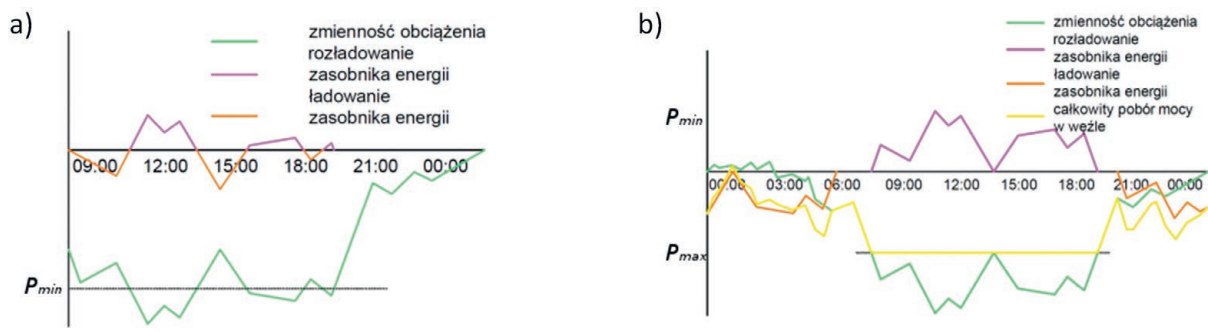 a)
zmienność obciążenia
rozładowanie
zasobnika energii
ładowanie
zasobnika energii
09:00 12:00 15:00 18:00 21:00 00:00
Pmin
b)
zmienność obciążenia
rozładowanie
zasobnika energii
ładowanie
zasobnika energii
całkowity pobór mocy
w węźle
Pmin
00:00 03:00 06:00 09:00 12:00 15:00 18:00 21:00 00:00
Pmax